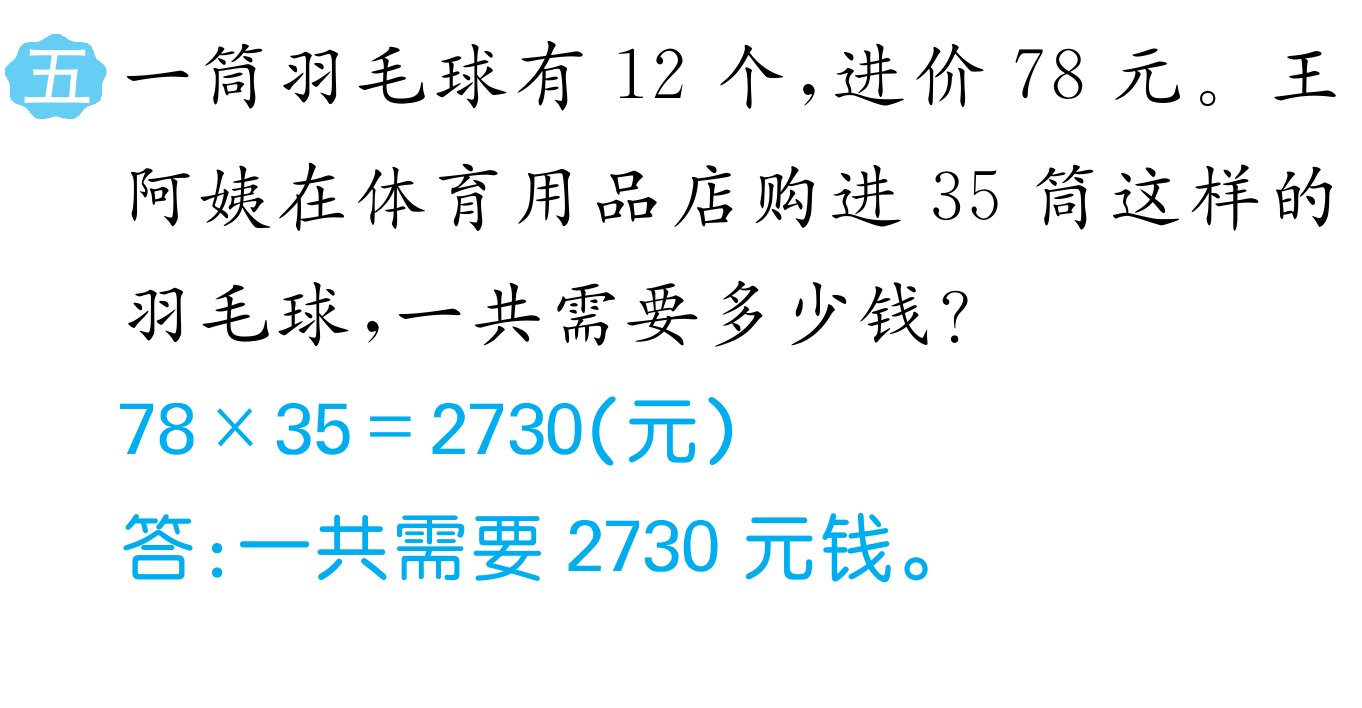 五 一筒羽毛球有 12 个,进价 78 元。王
阿姨在体育用品店购进 35 筒这样的
羽毛球,一共需要多少钱?
78×35=2730(元)
答:一共需要 2730 元钱。